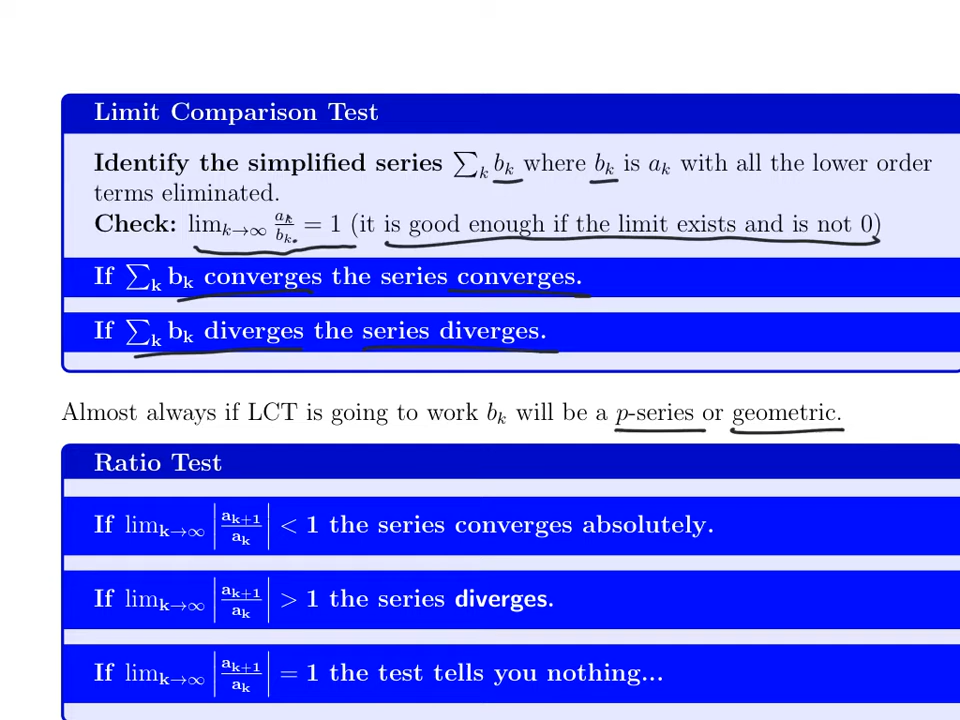 Limit Comparison Test
Identify the simplified series ∑ₖ bₖ where bₖ is aₖ with all the lower order
terms eliminated.
Check: limₖ→∞ aₖ/bₖ = 1 (it is good enough if the limit exists and is not 0)
If ∑ₖ bₖ converges the series converges.
If ∑ₖ bₖ diverges the series diverges.
Almost always if LCT is going to work bₖ will be a p-series or geometric.
Ratio Test
If limₖ→∞ |aₖ₊₁/aₖ| < 1 the series converges absolutely.
If limₖ→∞ |aₖ₊₁/aₖ| > 1 the series diverges.
If limₖ→∞ |aₖ₊₁/aₖ| = 1 the test tells you nothing...